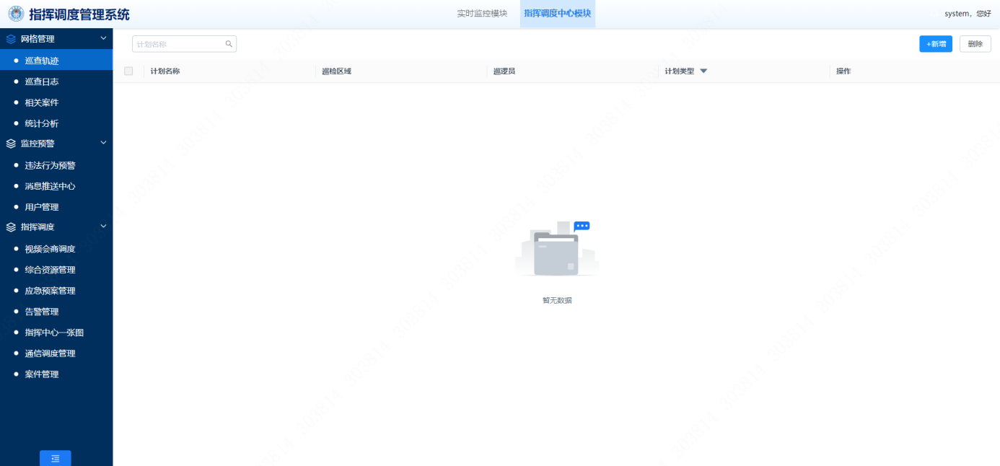 指挥调度管理系统
实时监控模块
指挥调度中心模块
system，您好
网格管理
巡查轨迹
巡查日志
相关案件
统计分析
监控预警
违法行为预警
消息推送中心
用户管理
指挥调度
视频会商调度
综合资源管理
应急预案管理
告警管理
指挥中心一张图
通信调度管理
案件管理
计划名称
+新增
删除
计划名称
巡检区域
巡逻员
计划类型
操作
暂无数据
303814